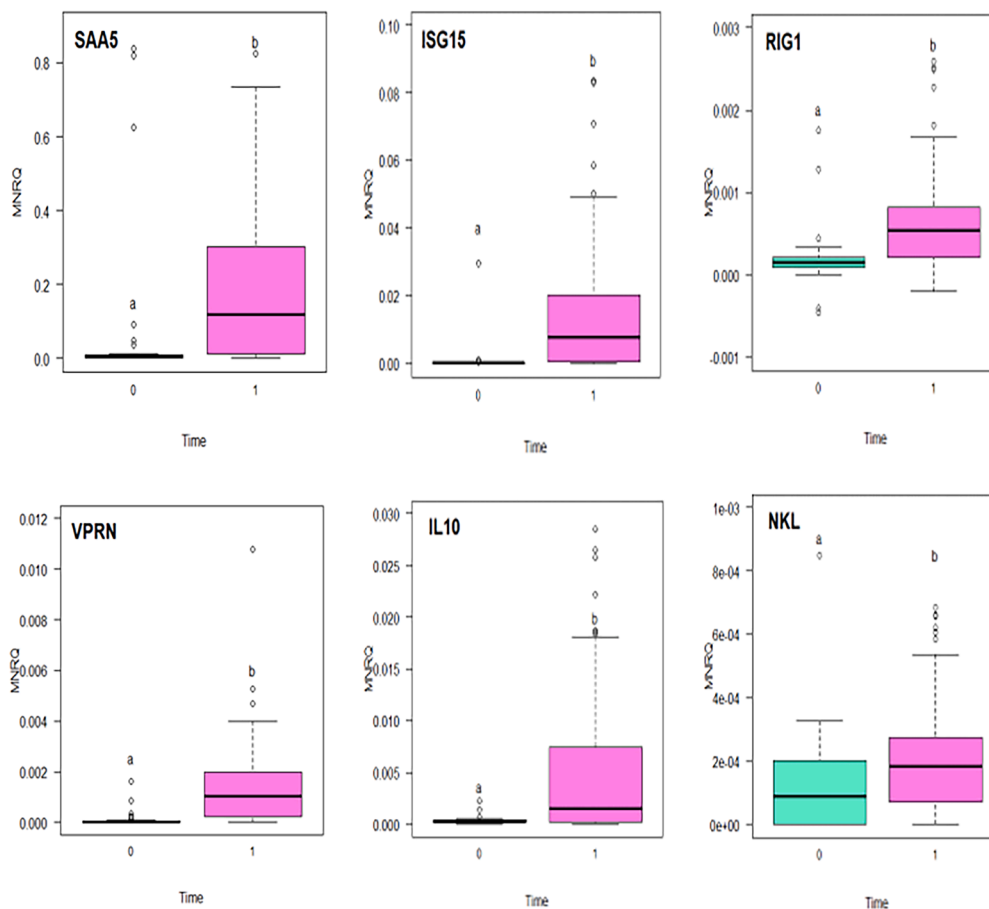 SAA5
MNRQ
0.8
0.6
0.4
0.2
0.0
a
b
0
1
Time
ISG15
MNRQ
0.10
0.08
0.06
0.04
0.02
0.00
a
b
0
1
Time
RIG1
MNRQ
0.003
0.002
0.001
0.000
-0.001
a
b
0
1
Time
VPRN
MNRQ
0.012
0.010
0.008
0.006
0.004
0.002
0.000
a
b
0
1
Time
IL10
MNRQ
0.030
0.025
0.020
0.015
0.010
0.005
0.000
a
b
0
1
Time
NKL
MNRQ
1e-03
8e-04
6e-04
4e-04
2e-04
0e+00
a
b
0
1
Time